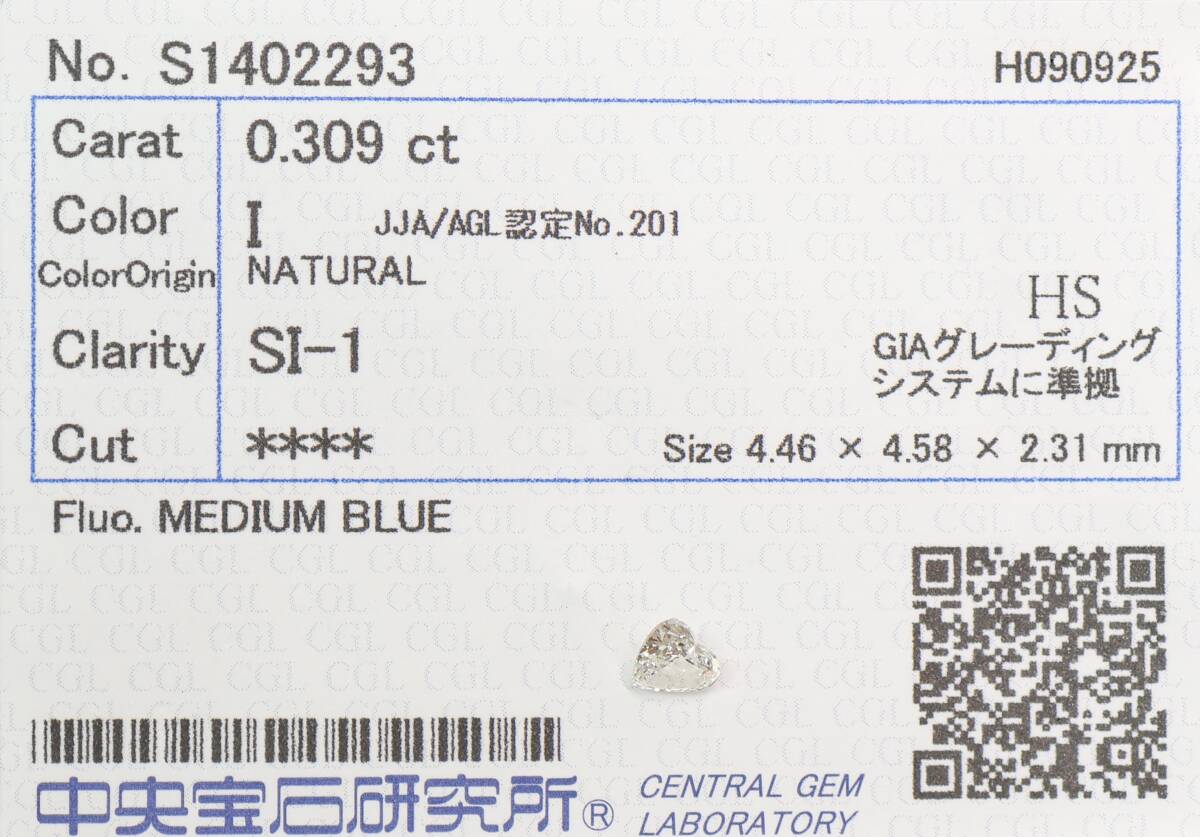 No. S1402293 H090925
Carat 0.309 ct
Color I JJA/AGL認定No.201
ColorOrigin NATURAL
HS
Clarity SI-1 GIAグレーディング
システムに準拠
Cut **** Size 4.46 × 4.58 × 2.31 mm
Fluo. MEDIUM BLUE
中央宝石研究所® CENTRAL GEM
LABORATORY